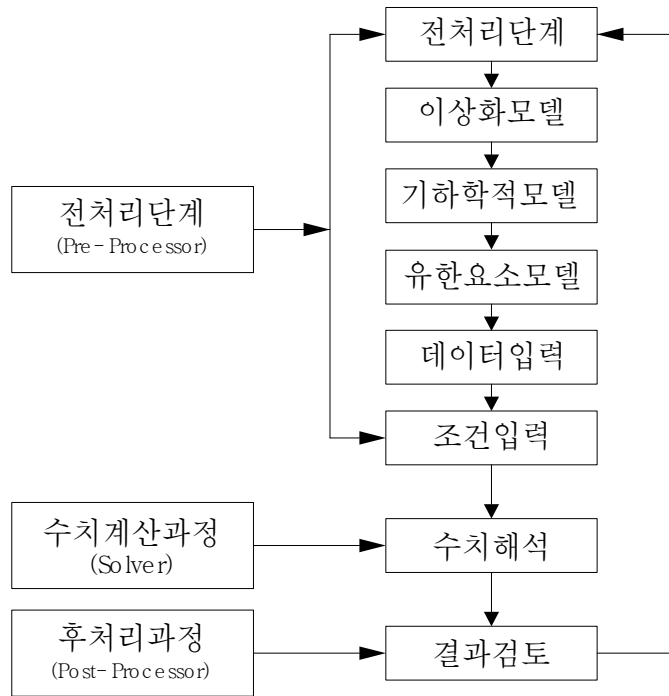 전처리단계
이상화모델
기하학적모델
전처리단계
(Pre-Processor)
유한요소모델
데이터입력
조건입력
수치계산과정
(Solver)
수치해석
후처리과정
(Post-Processor)
결과검토